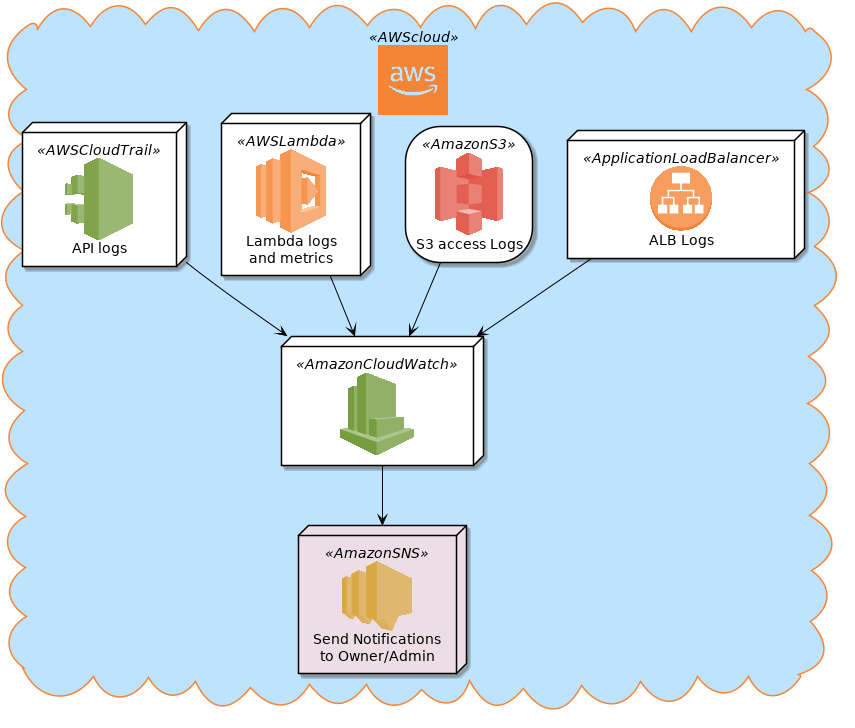 «AWScloud»
aws
«AWSCloudTrail»
API logs
«AWSLambda»
Lambda logs
and metrics
«AmazonS3»
S3 access Logs
«ApplicationLoadBalancer»
ALB Logs
«AmazonCloudWatch»
«AmazonSNS»
Send Notifications
to Owner/Admin